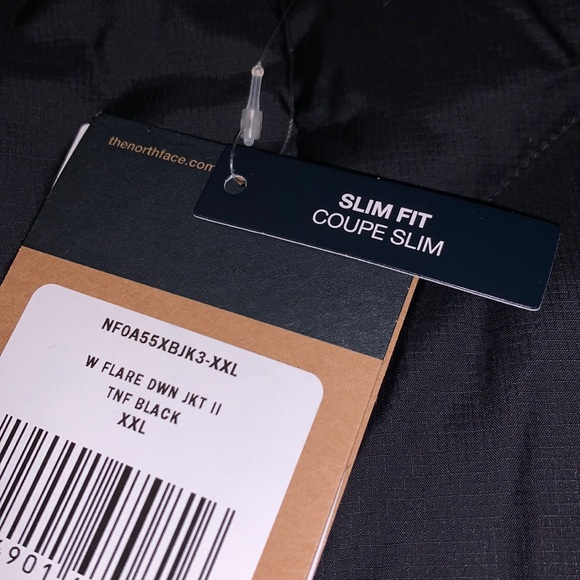 thenorthface.com
SLIM FIT
COUPE SLIM
NF0A55XBJK3-XXL
W FLARE DWN JKT II
TNF BLACK
XXL